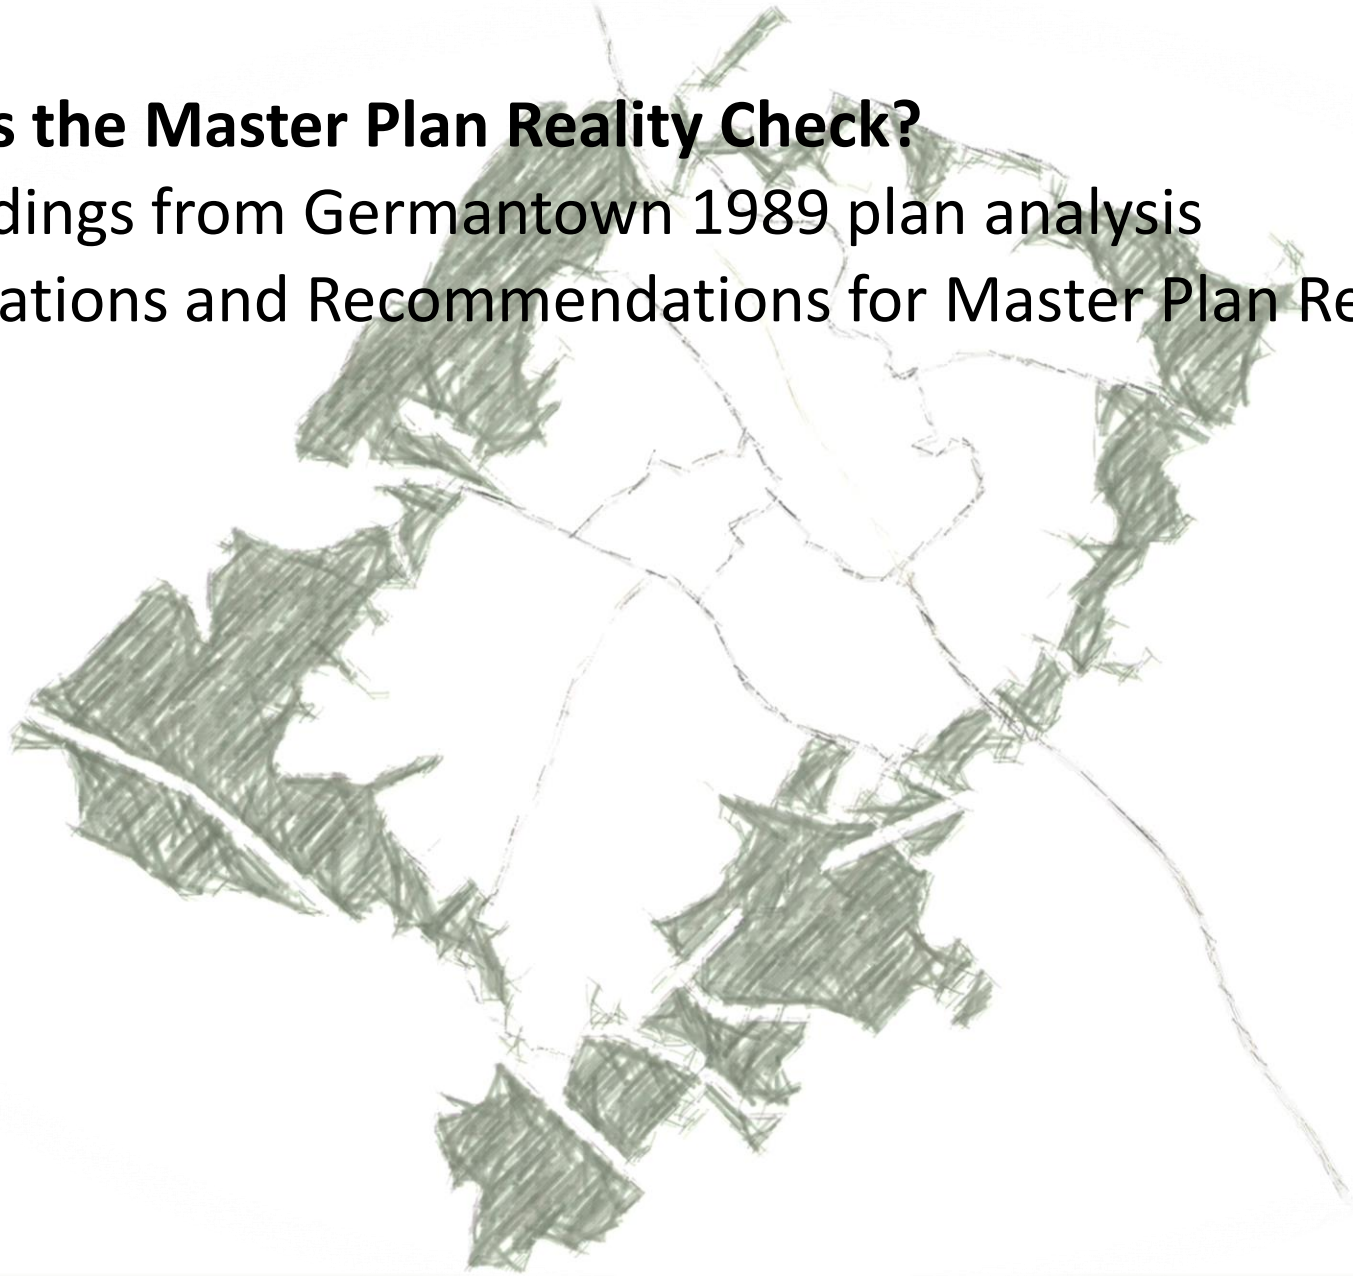 s the Master Plan Reality Check?
dings from Germantown 1989 plan analysis
ations and Recommendations for Master Plan Re